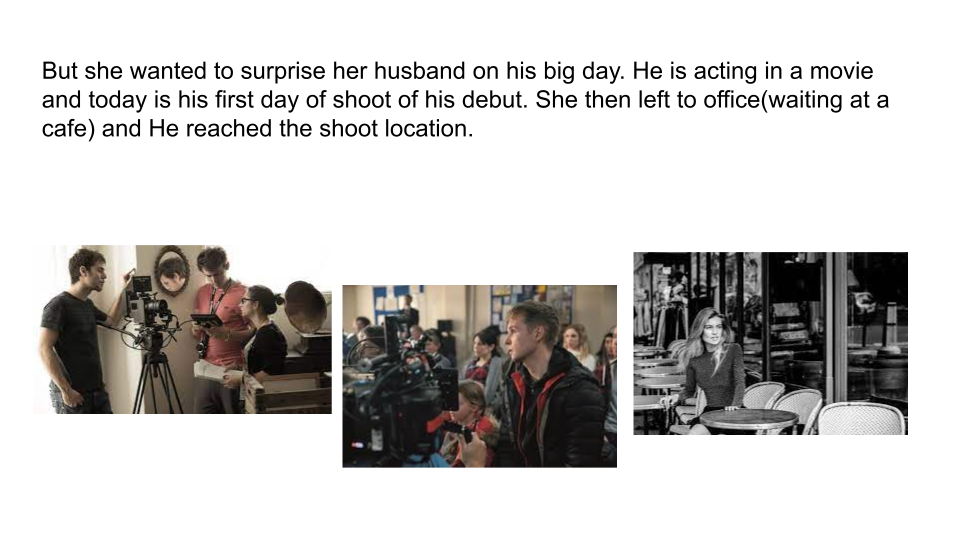 But she wanted to surprise her husband on his big day. He is acting in a movie
and today is his first day of shoot of his debut. She then left to office(waiting at a
cafe) and He reached the shoot location.